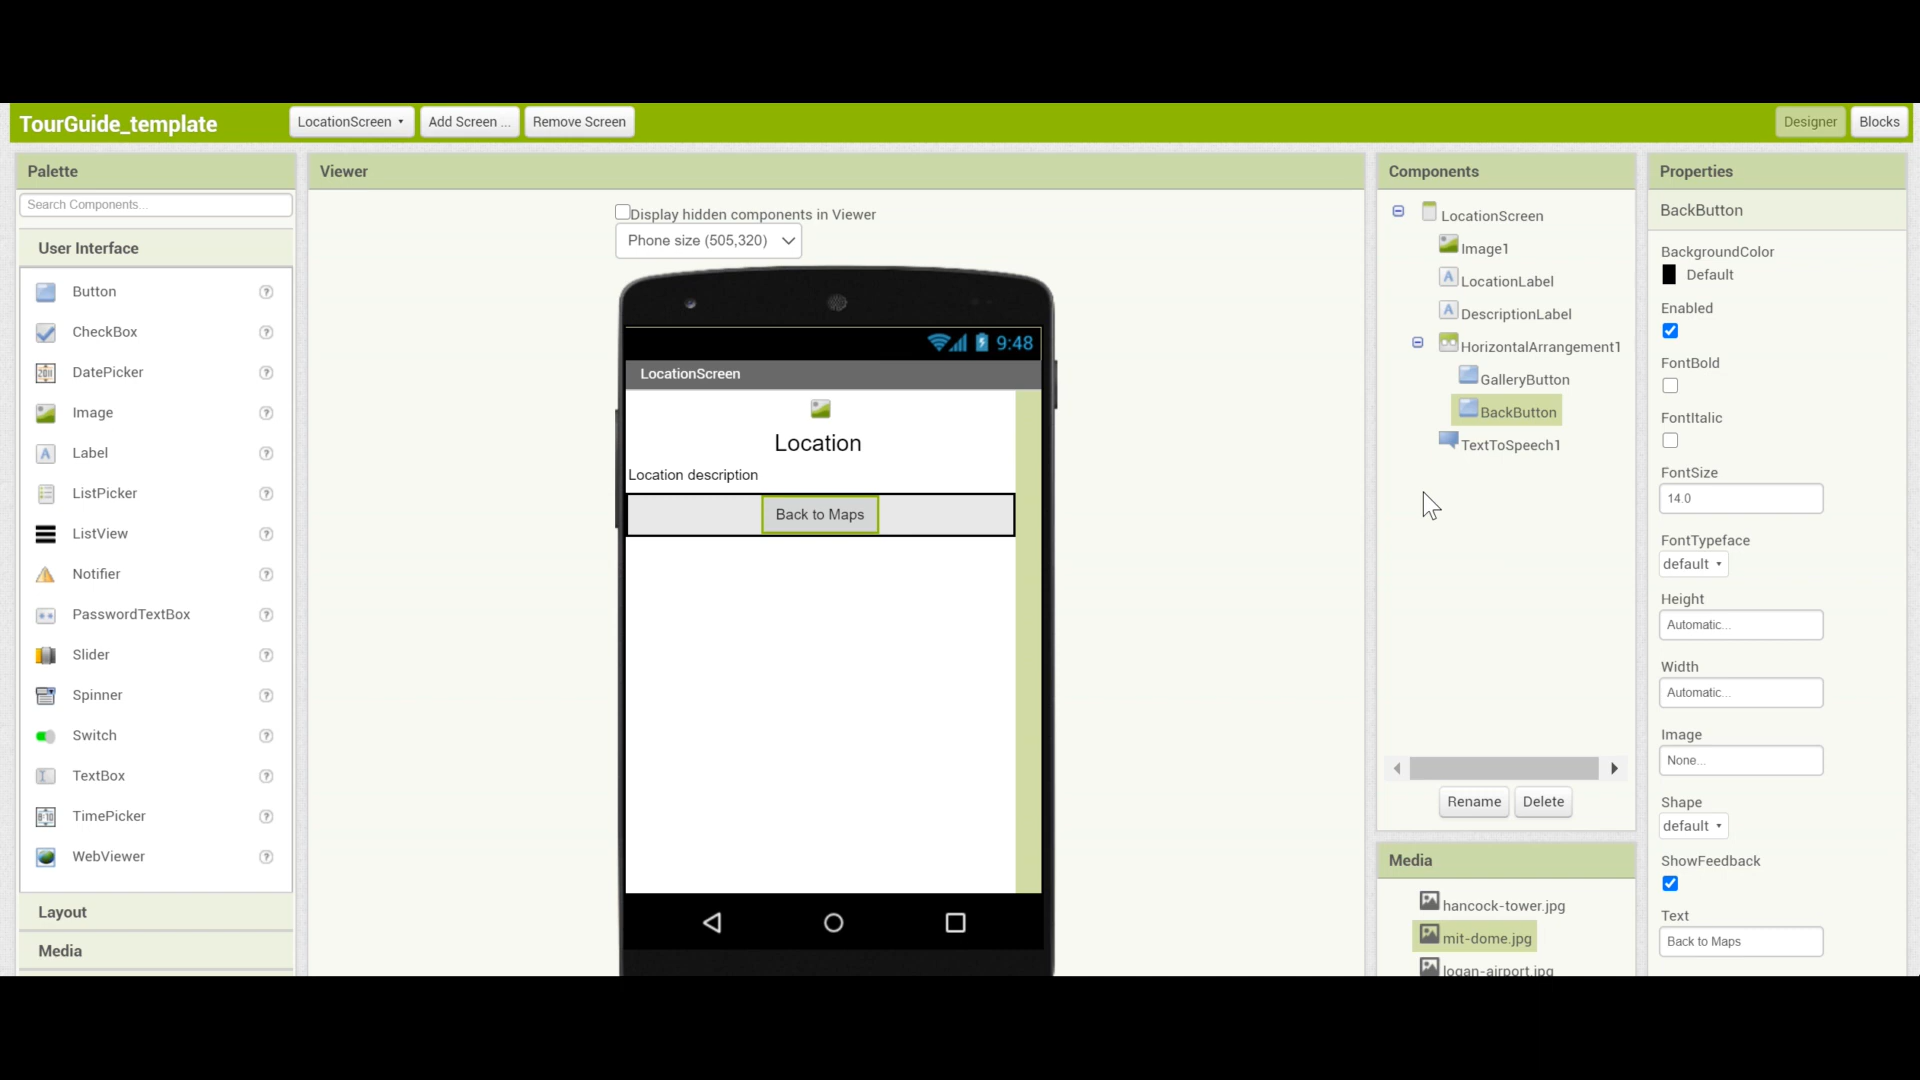 TourGuide_template
LocationScreen
Add Screen ...
Remove Screen
Designer
Blocks
Palette
Search Components...
User Interface
Button
CheckBox
DatePicker
Image
Label
ListPicker
ListView
Notifier
PasswordTextBox
Slider
Spinner
Switch
TextBox
TimePicker
WebViewer
Layout
Media
Viewer
Display hidden components in Viewer
Phone size (505,320)
9:48
LocationScreen
Location
Location description
Back to Maps
Components
LocationScreen
Image1
LocationLabel
DescriptionLabel
HorizontalArrangement1
GalleryButton
BackButton
TextToSpeech1
Rename
Delete
Media
hancock-tower.jpg
mit-dome.jpg
logan-airport.jpg
Properties
BackButton
BackgroundColor
Default
Enabled
FontBold
FontItalic
FontSize
14.0
FontTypeface
default
Height
Automatic...
Width
Automatic...
Image
None...
Shape
default
ShowFeedback
Text
Back to Maps